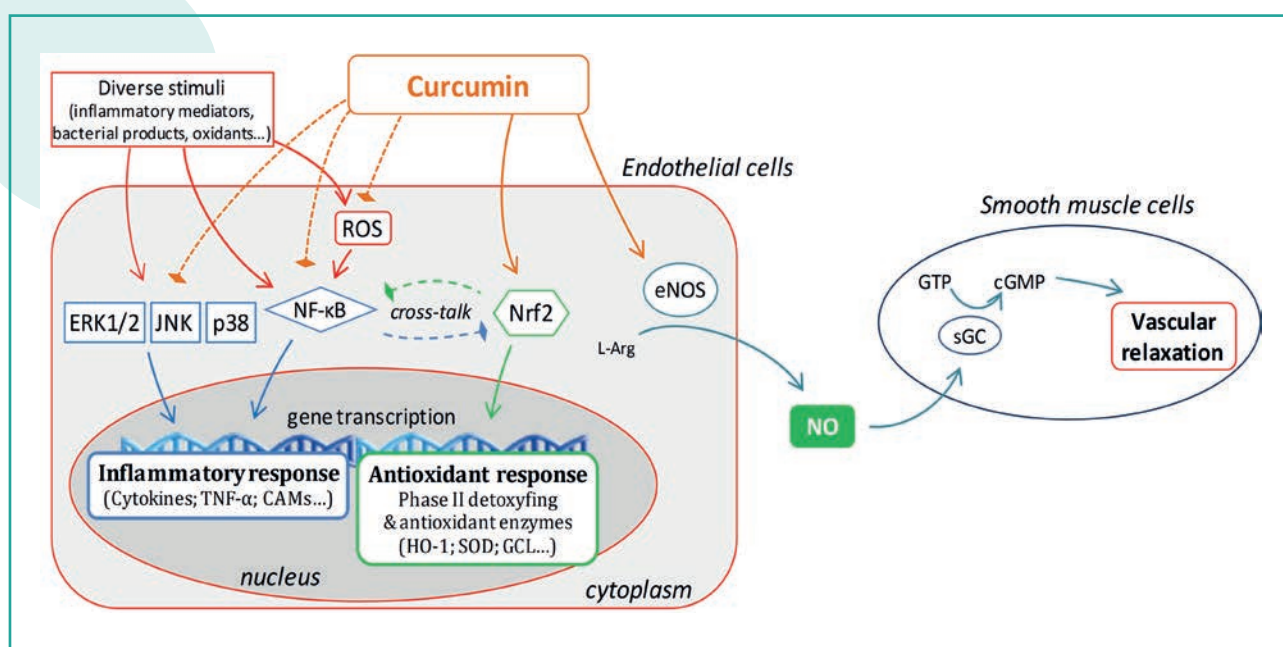 Diverse stimuli
(inflammatory mediators,
bacterial products, oxidants...)
Curcumin
Endothelial cells
Smooth muscle cells
ROS
ERK1/2
JNK
p38
NF-κB
cross-talk
Nrf2
eNOS
L-Arg
NO
GTP
cGMP
sGC
Vascular
relaxation
gene transcription
Inflammatory response
(Cytokines; TNF-α; CAMs...)
Antioxidant response
Phase II detoxyfing
& antioxidant enzymes
(HO-1; SOD; GCL...)
nucleus
cytoplasm